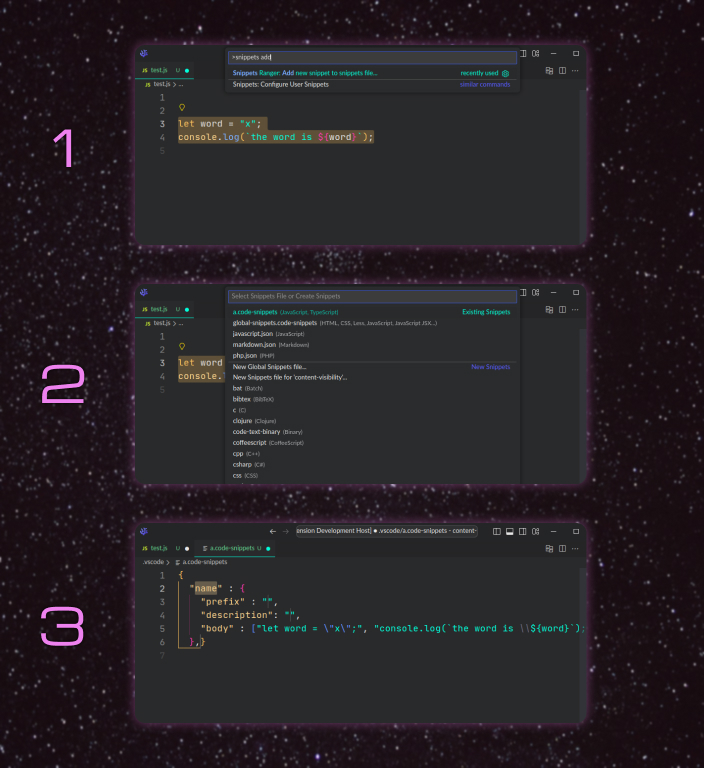 1
>snippets add
JS test.js U
Snippets Ranger: Add new snippet to snippets file... recently used
JS test.js > ...
Snippets: Configure User Snippets similar commands
1
2
3 let word = "x";
4 console.log(`the word is ${word}`);
5
2
Select Snippets File or Create Snippets
JS test.js U
a.code-snippets (JavaScript, TypeScript) Existing Snippets
JS test.js > ...
global-snippets.code-snippets (HTML, CSS, Less, JavaScript, JavaScript JSX...)
1
javascript.json (JavaScript)
2
markdown.json (Markdown)
php.json (PHP)
3 let word
New Global Snippets file... New Snippets
4 console.
New Snippets file for 'content-visibility'...
5
bat (Batch)
bibtex (BibTeX)
c (C)
clojure (Clojure)
code-text-binary (Binary)
coffeescript (CoffeeScript)
cpp (C++)
csharp (C#)
css (CSS)
3
ension Development Host] ● .vscode/a.code-snippets - content-
JS test.js U a.code-snippets U
.vscode > a.code-snippets
1 {
2 "name" : {
3 "prefix" : "",
4 "description": "",
5 "body" : ["let word = \"x\";", "console.log(`the word is \\${word}`);
6 },}
7